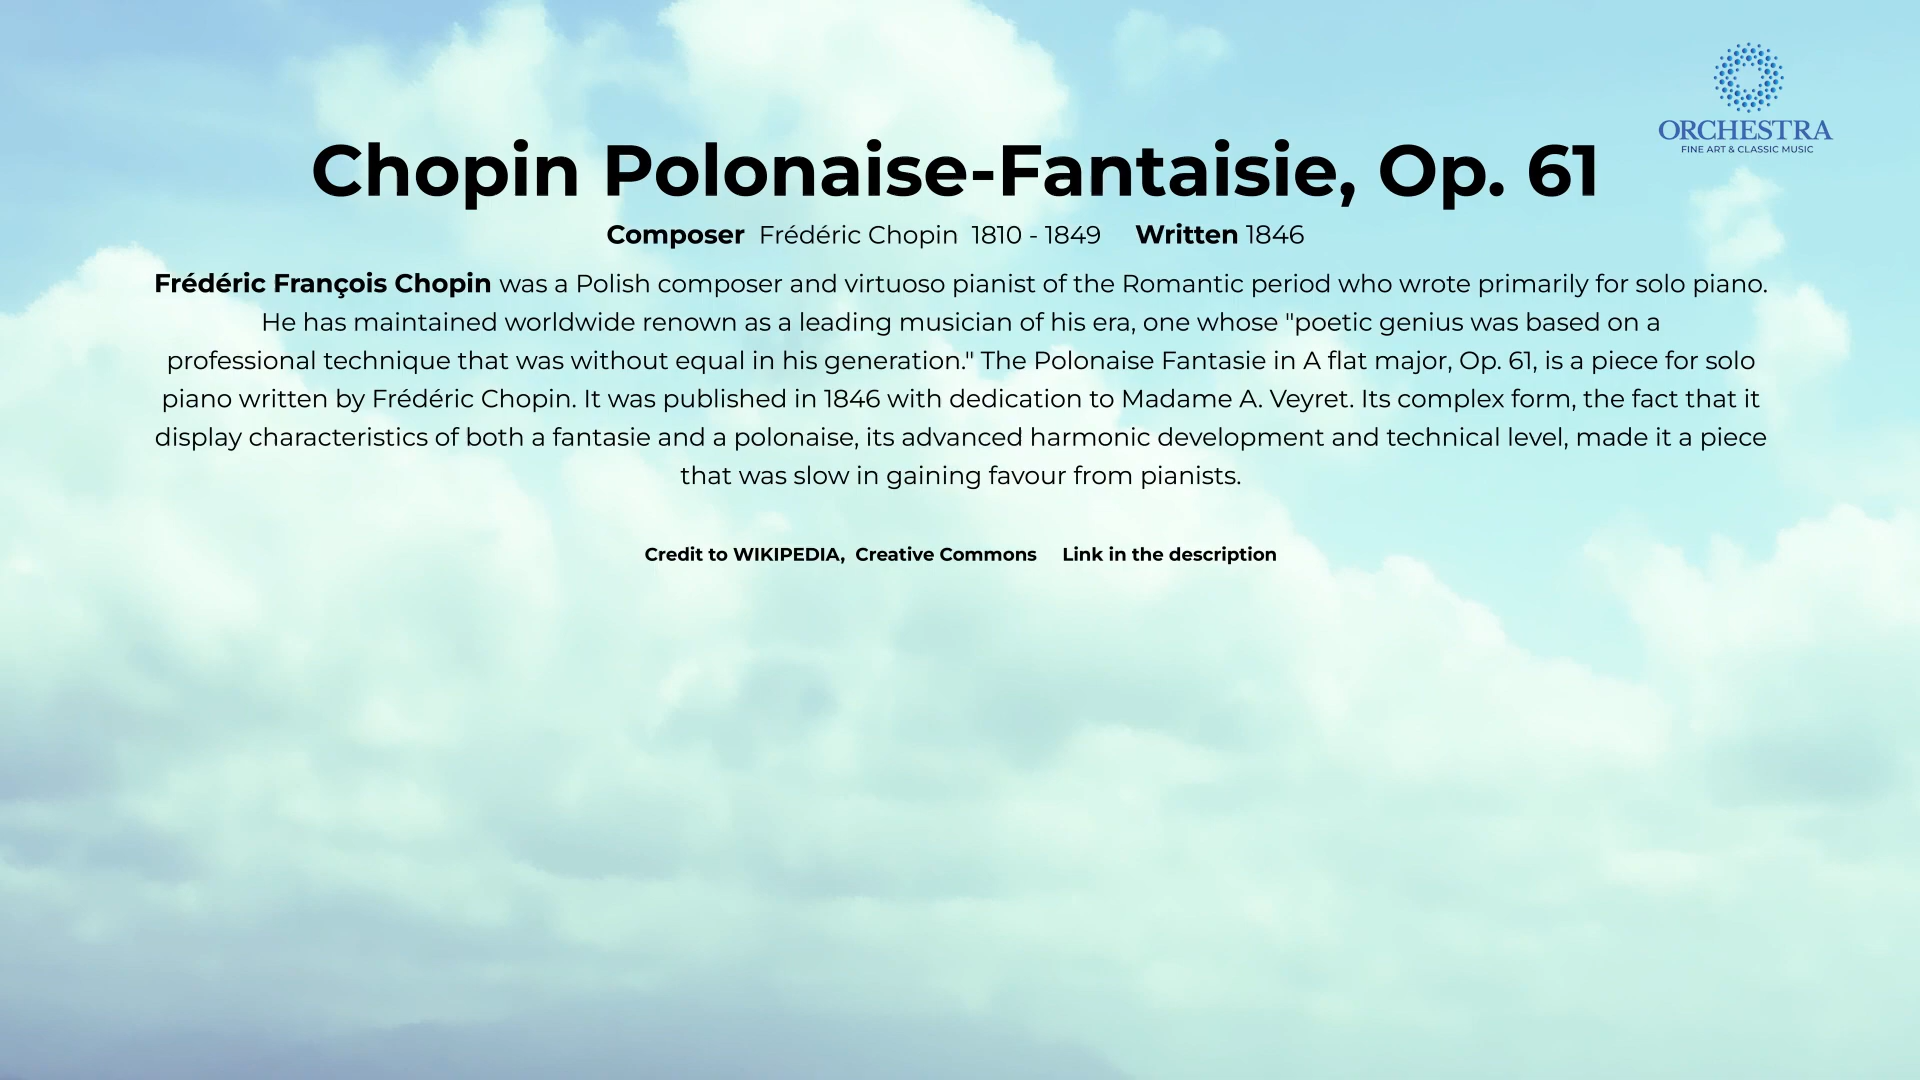 ORCHESTRA
FINE ART & CLASSIC MUSIC
Chopin Polonaise-Fantaisie, Op. 61
Composer Frédéric Chopin 1810 - 1849 Written 1846
Frédéric François Chopin was a Polish composer and virtuoso pianist of the Romantic period who wrote primarily for solo piano.
He has maintained worldwide renown as a leading musician of his era, one whose "poetic genius was based on a
professional technique that was without equal in his generation." The Polonaise Fantasie in A flat major, Op. 61, is a piece for solo
piano written by Frédéric Chopin. It was published in 1846 with dedication to Madame A. Veyret. Its complex form, the fact that it
display characteristics of both a fantasie and a polonaise, its advanced harmonic development and technical level, made it a piece
that was slow in gaining favour from pianists.
Credit to WIKIPEDIA, Creative Commons Link in the description